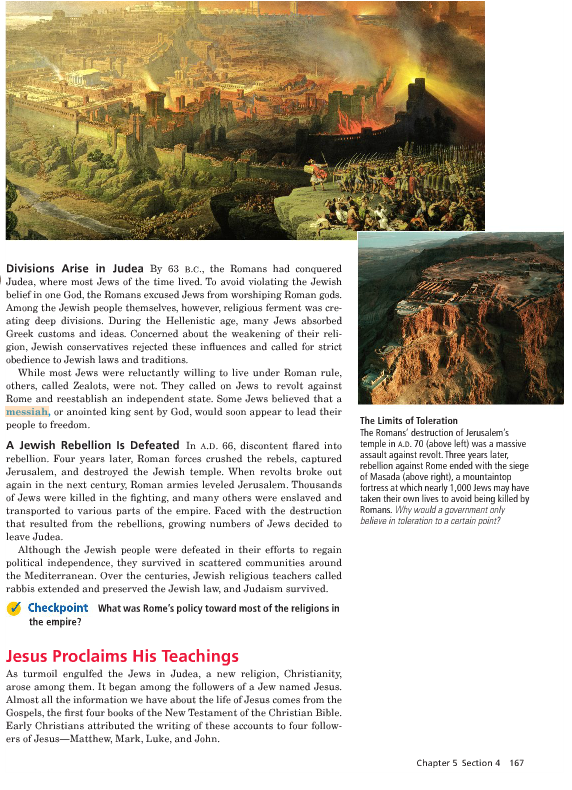 Divisions Arise in Judea By 63 B.C., the Romans had conquered
Judea, where most Jews of the time lived. To avoid violating the Jewish
belief in one God, the Romans excused Jews from worshiping Roman gods.
Among the Jewish people themselves, however, religious ferment was cre-
ating deep divisions. During the Hellenistic age, many Jews absorbed
Greek customs and ideas. Concerned about the weakening of their reli-
gion, Jewish conservatives rejected these influences and called for strict
obedience to Jewish laws and traditions.
While most Jews were reluctantly willing to live under Roman rule,
others, called Zealots, were not. They called on Jews to revolt against
Rome and reestablish an independent state. Some Jews believed that a
messiah, or anointed king sent by God, would soon appear to lead their
people to freedom.
A Jewish Rebellion Is Defeated In A.D. 66, discontent flared into
rebellion. Four years later, Roman forces crushed the rebels, captured
Jerusalem, and destroyed the Jewish temple. When revolts broke out
again in the next century, Roman armies leveled Jerusalem. Thousands
of Jews were killed in the fighting, and many others were enslaved and
transported to various parts of the empire. Faced with the destruction
that resulted from the rebellions, growing numbers of Jews decided to
leave Judea.
Although the Jewish people were defeated in their efforts to regain
political independence, they survived in scattered communities around
the Mediterranean. Over the centuries, Jewish religious teachers called
rabbis extended and preserved the Jewish law, and Judaism survived.
Checkpoint What was Rome's policy toward most of the religions in
the empire?
Jesus Proclaims His Teachings
As turmoil engulfed the Jews in Judea, a new religion, Christianity,
arose among them. It began among the followers of a Jew named Jesus.
Almost all the information we have about the life of Jesus comes from the
Gospels, the first four books of the New Testament of the Christian Bible.
Early Christians attributed the writing of these accounts to four follow-
ers of Jesus—Matthew, Mark, Luke, and John.
The Limits of Toleration
The Romans' destruction of Jerusalem's
temple in A.D. 70 (above left) was a massive
assault against revolt. Three years later,
rebellion against Rome ended with the siege
of Masada (above right), a mountaintop
fortress at which nearly 1,000 Jews may have
taken their own lives to avoid being killed by
Romans. Why would a government only
believe in toleration to a certain point?
Chapter 5 Section 4 167